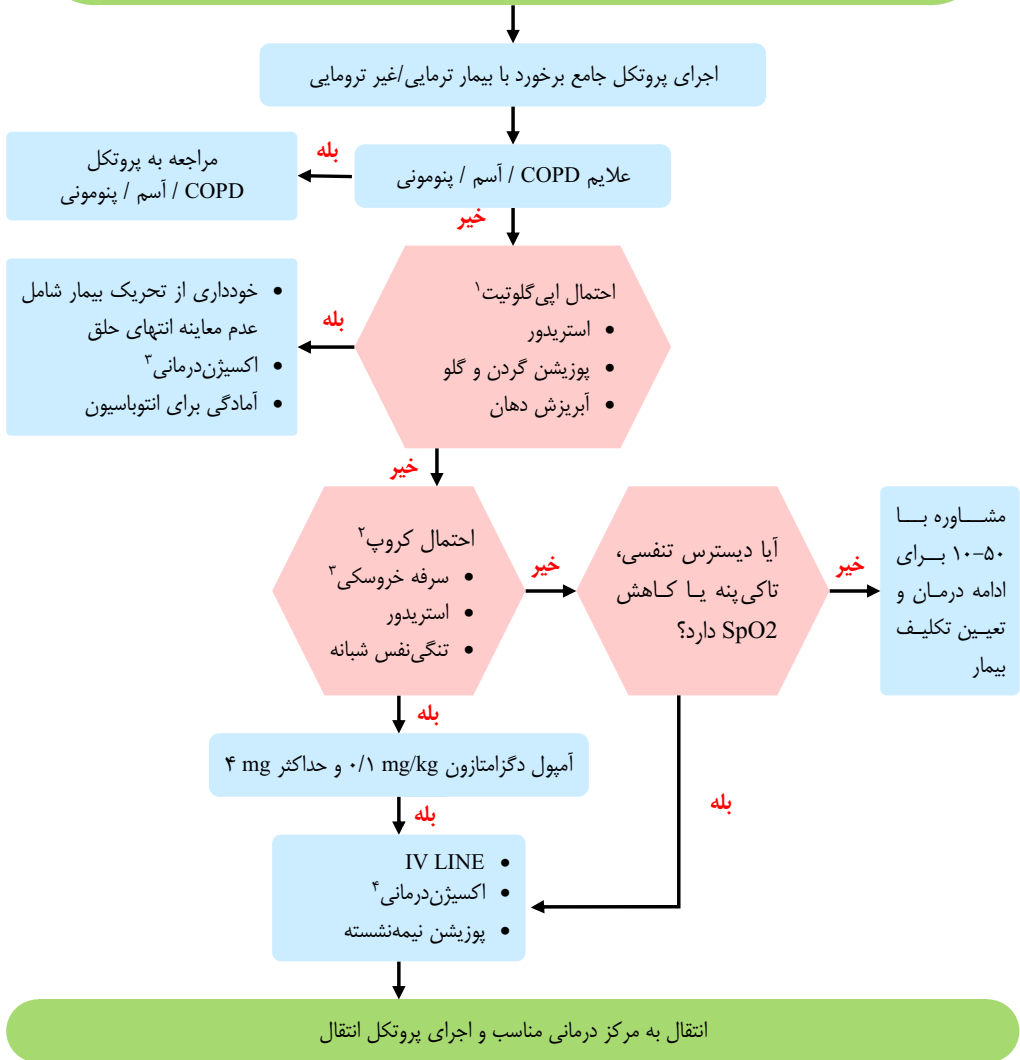 اجرای پروتکل جامع برخورد با بیمار ترمایی/غیر ترومایی
علایم COPD / آسم / پنومونی
بله
مراجعه به پروتکل
COPD / آسم / پنومونی
خیر
احتمال اپی‌گلوتیت۱
• استریدور
• پوزیشن گردن و گلو
• آبریزش دهان
بله
• خودداری از تحریک بیمار شامل
عدم معاینه انتهای حلق
• اکسیژن‌درمانی۳
• آمادگی برای انتوباسیون
خیر
احتمال کروپ۲
• سرفه خروسکی۳
• استریدور
• تنگی‌نفس شبانه
خیر
آیا دیسترس تنفسی،
تاکی‌پنه یا کاهش
SpO2 دارد؟
خیر
مشاوره با
۱۰-۵۰ برای
ادامه درمان و
تعیین تکلیف
بیمار
بله
آمپول دگزامتازون ۰/۱ mg/kg و حداکثر ۴ mg
بله
بله
• IV LINE
• اکسیژن‌درمانی۴
• پوزیشن نیمه‌نشسته
انتقال به مرکز درمانی مناسب و اجرای پروتکل انتقال